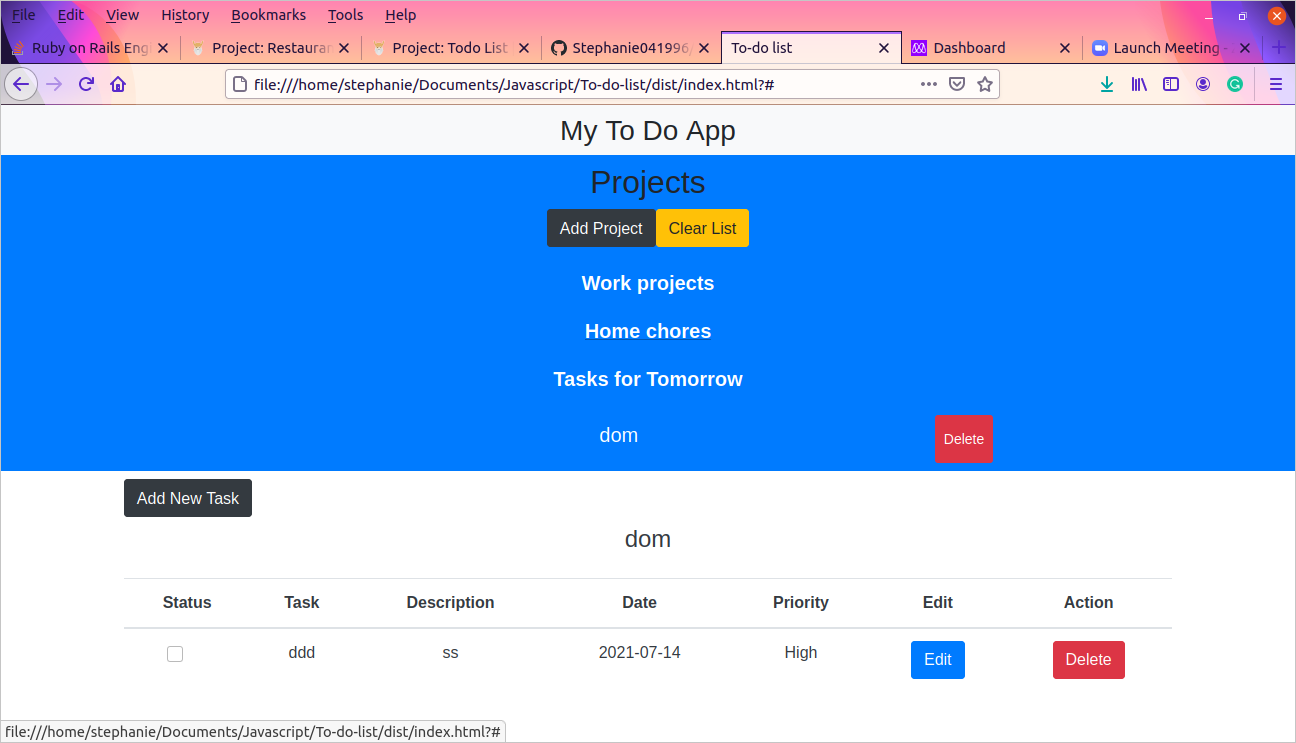 File Edit View History Bookmarks Tools Help
Ruby on Rails Eng Project: Restauran Project: Todo List Stephanie041996/ To-do list Dashboard Launch Meeting -
file:///home/stephanie/Documents/Javascript/To-do-list/dist/index.html?#
My To Do App
Projects
Add Project Clear List
Work projects
Home chores
Tasks for Tomorrow
dom Delete
Add New Task
dom
Status Task Description Date Priority Edit Action
ddd ss 2021-07-14 High Edit Delete
file:///home/stephanie/Documents/Javascript/To-do-list/dist/index.html?#